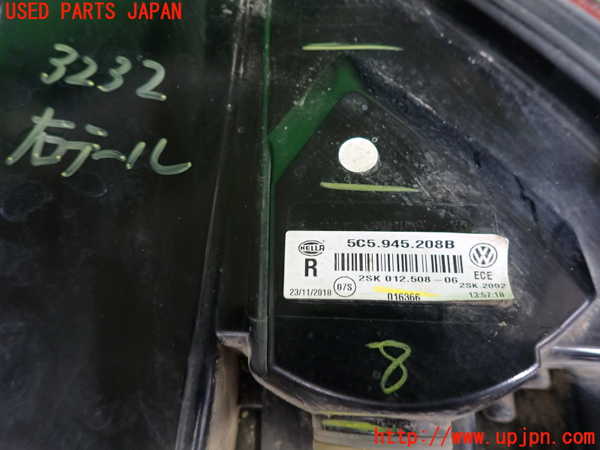 USED PARTS JAPAN
3232
右テール
HELLA
5C5.945.208B
R
2SK 012.508-06
ECE
2SK.2002
23/11/2018
G/S
016366
13:57:18
8
http://www.upjpn.com/